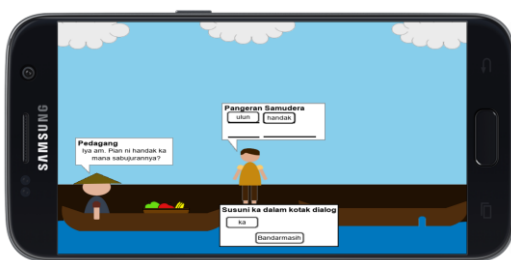 SAMSUNG
Pangeran Samudera
ulun handak
Pedagang
Iya am. Pian ni handak ka
mana sabujurannya?
Susuni ka dalam kotak dialog
ka
Bandarmasih